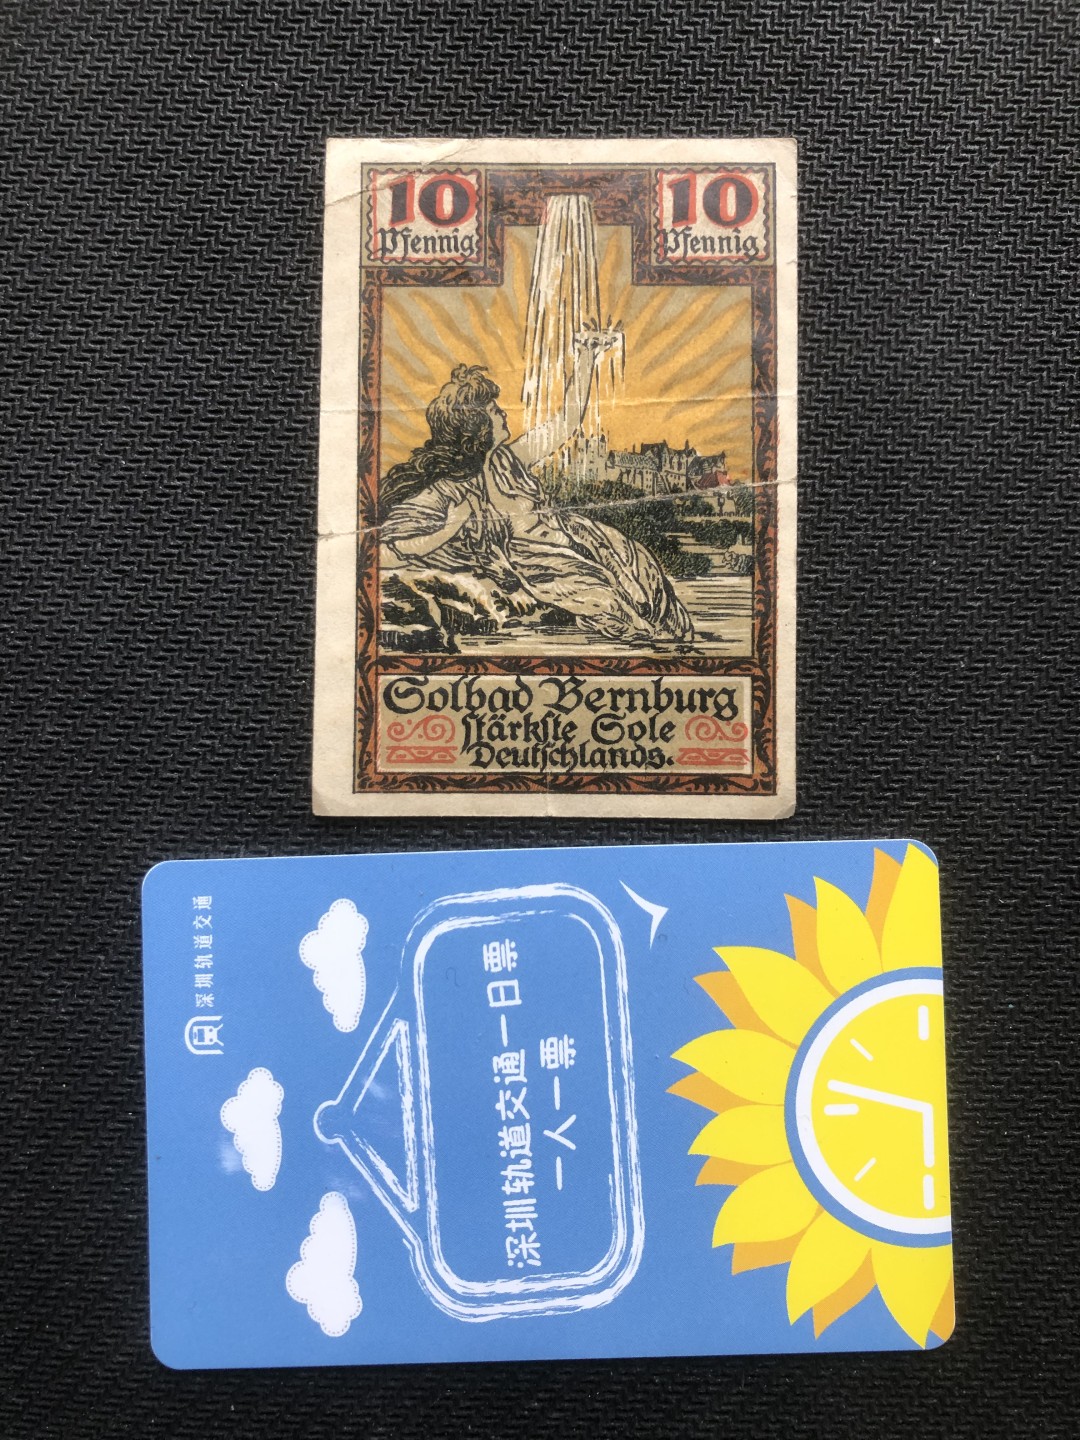 10
Pfennig
10
Pfennig
Solbad Bernburg
stärkste Sole
Deutschlands.
深圳轨道交通
深圳轨道交通一日票
一人一票